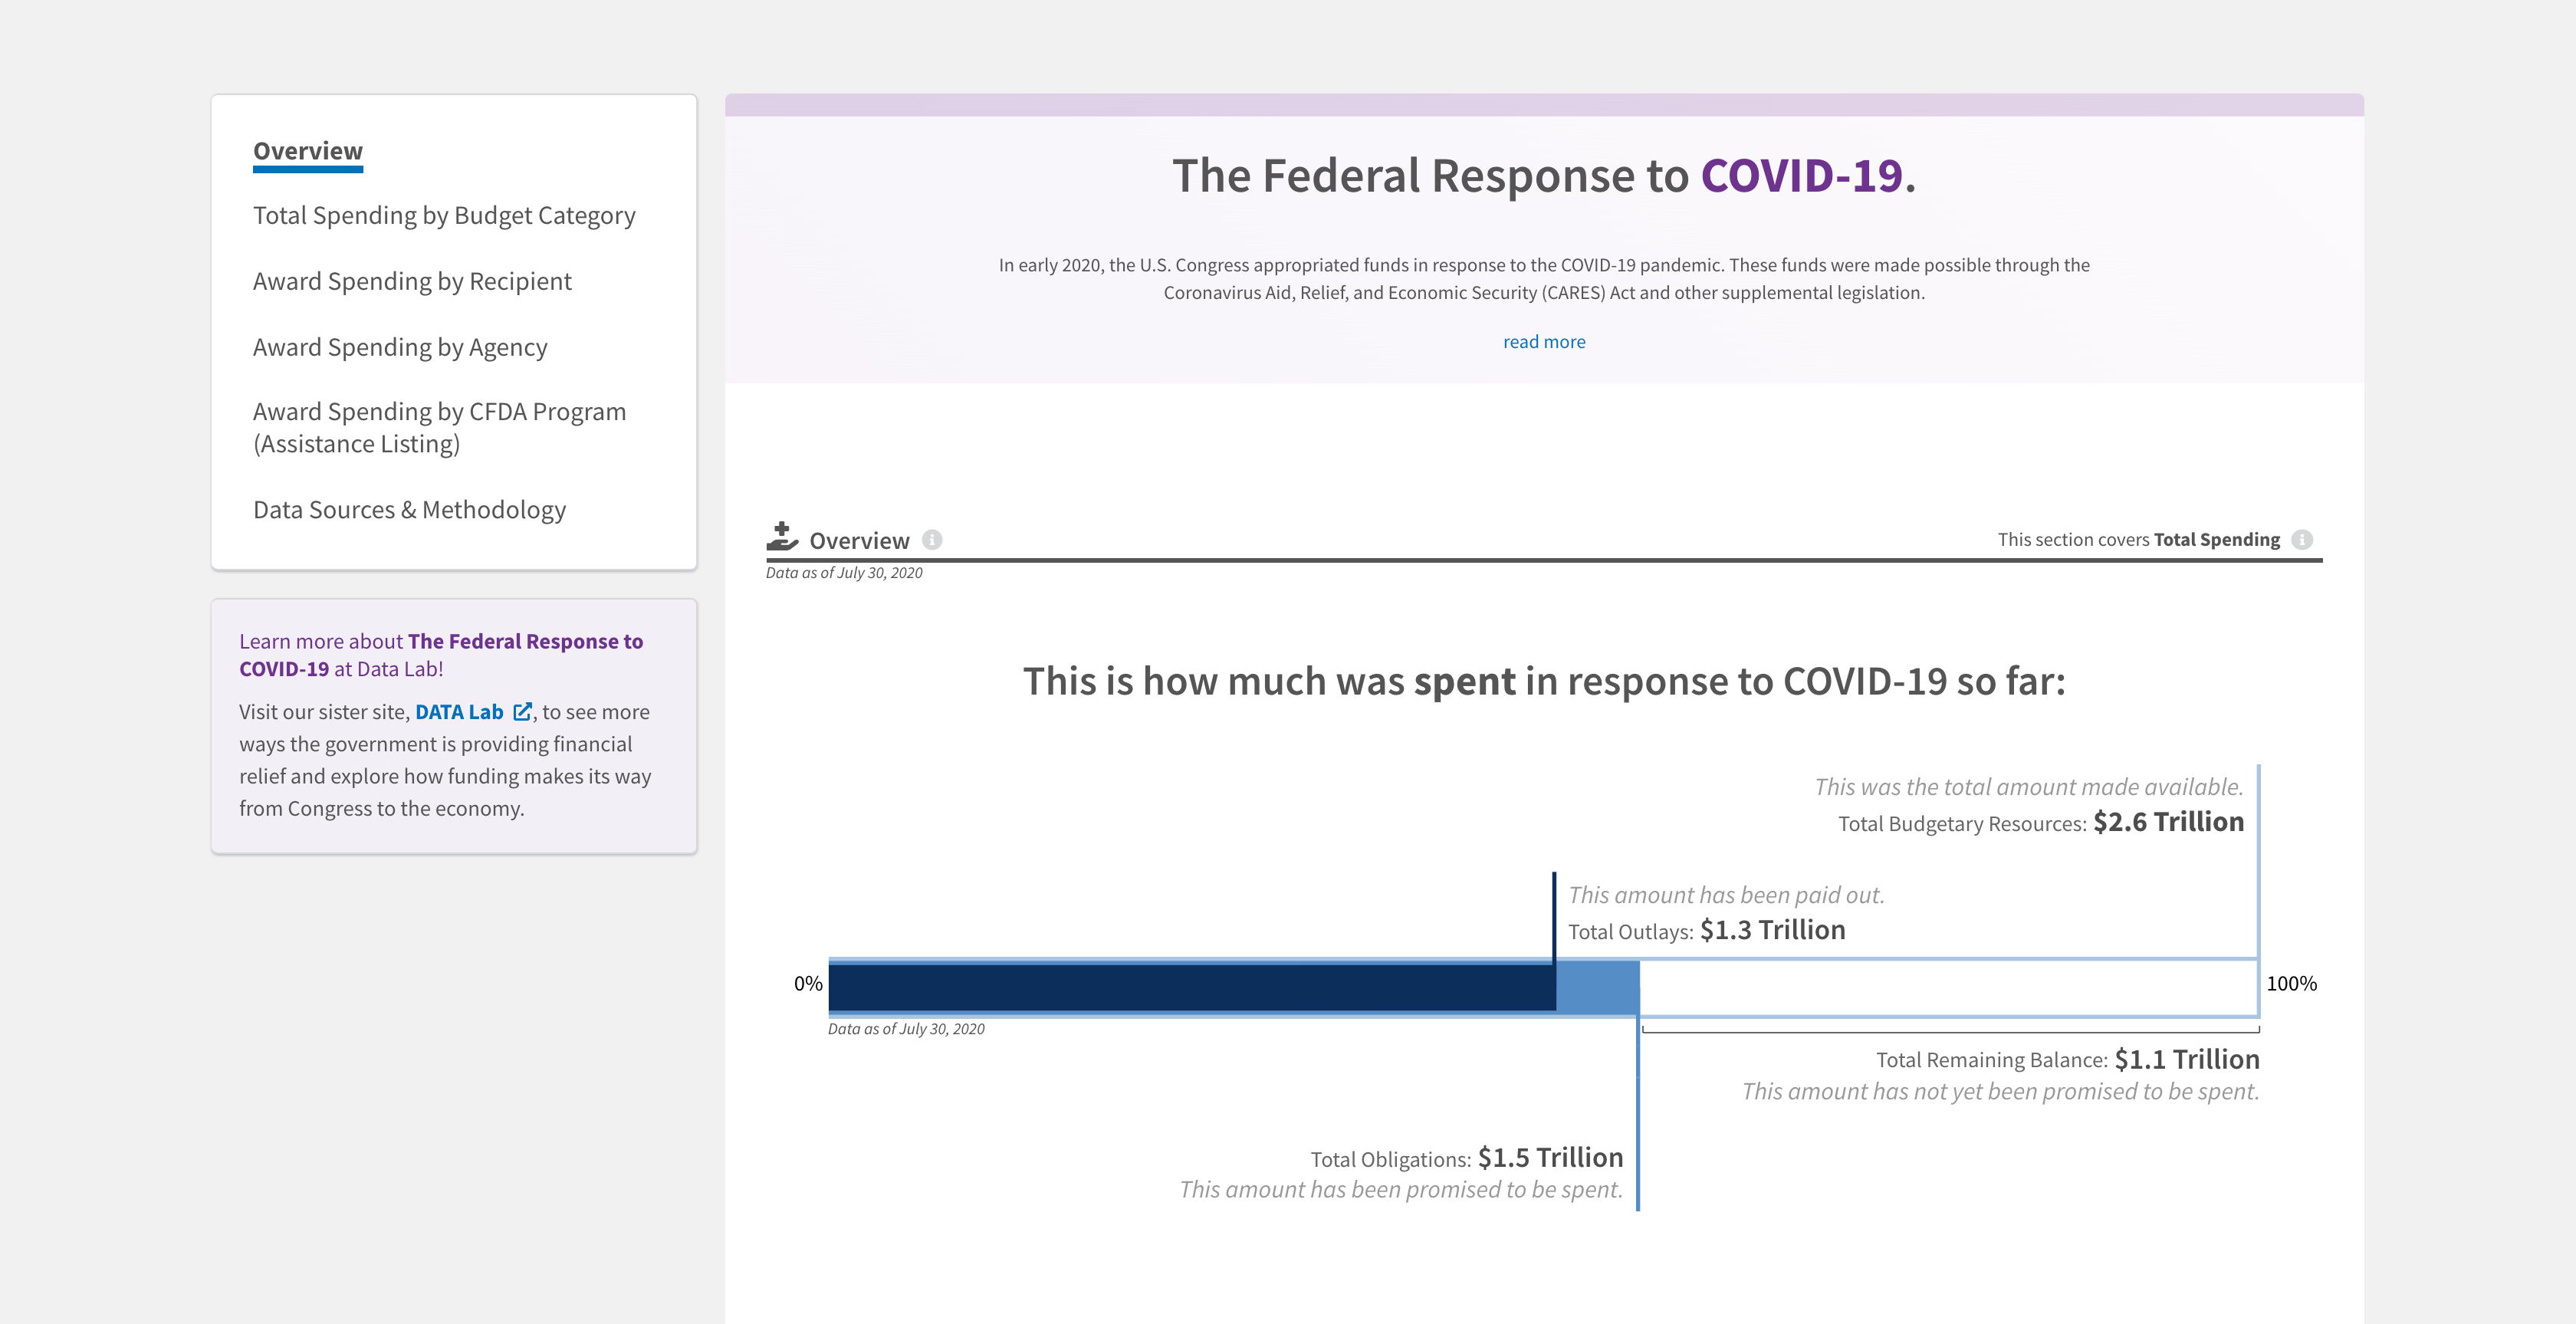 Overview
Total Spending by Budget Category
Award Spending by Recipient
Award Spending by Agency
Award Spending by CFDA Program
(Assistance Listing)
Data Sources & Methodology
Learn more about The Federal Response to
COVID-19 at Data Lab!
Visit our sister site, DATA Lab , to see more
ways the government is providing financial
relief and explore how funding makes its way
from Congress to the economy.
The Federal Response to COVID-19.
In early 2020, the U.S. Congress appropriated funds in response to the COVID-19 pandemic. These funds were made possible through the
Coronavirus Aid, Relief, and Economic Security (CARES) Act and other supplemental legislation.
read more
Overview
This section covers Total Spending
Data as of July 30, 2020
This is how much was spent in response to COVID-19 so far:
This was the total amount made available.
Total Budgetary Resources: $2.6 Trillion
This amount has been paid out.
Total Outlays: $1.3 Trillion
0%
100%
Data as of July 30, 2020
Total Remaining Balance: $1.1 Trillion
This amount has not yet been promised to be spent.
Total Obligations: $1.5 Trillion
This amount has been promised to be spent.